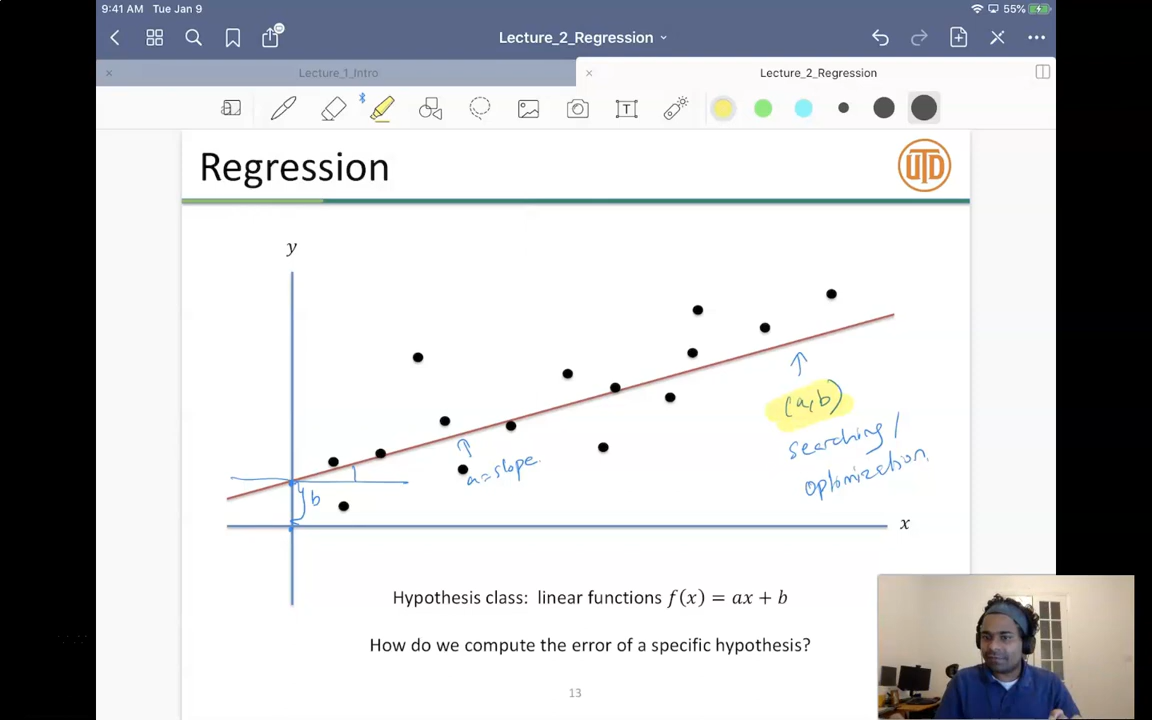 9:41 AM Tue Jan 9
55%
Lecture_2_Regression
Lecture_1_Intro
Lecture_2_Regression
T
Regression
UTD
y
(a,b)
searching/
optimization
a=slope
b
x
Hypothesis class: linear functions f(x) = ax + b
How do we compute the error of a specific hypothesis?
13